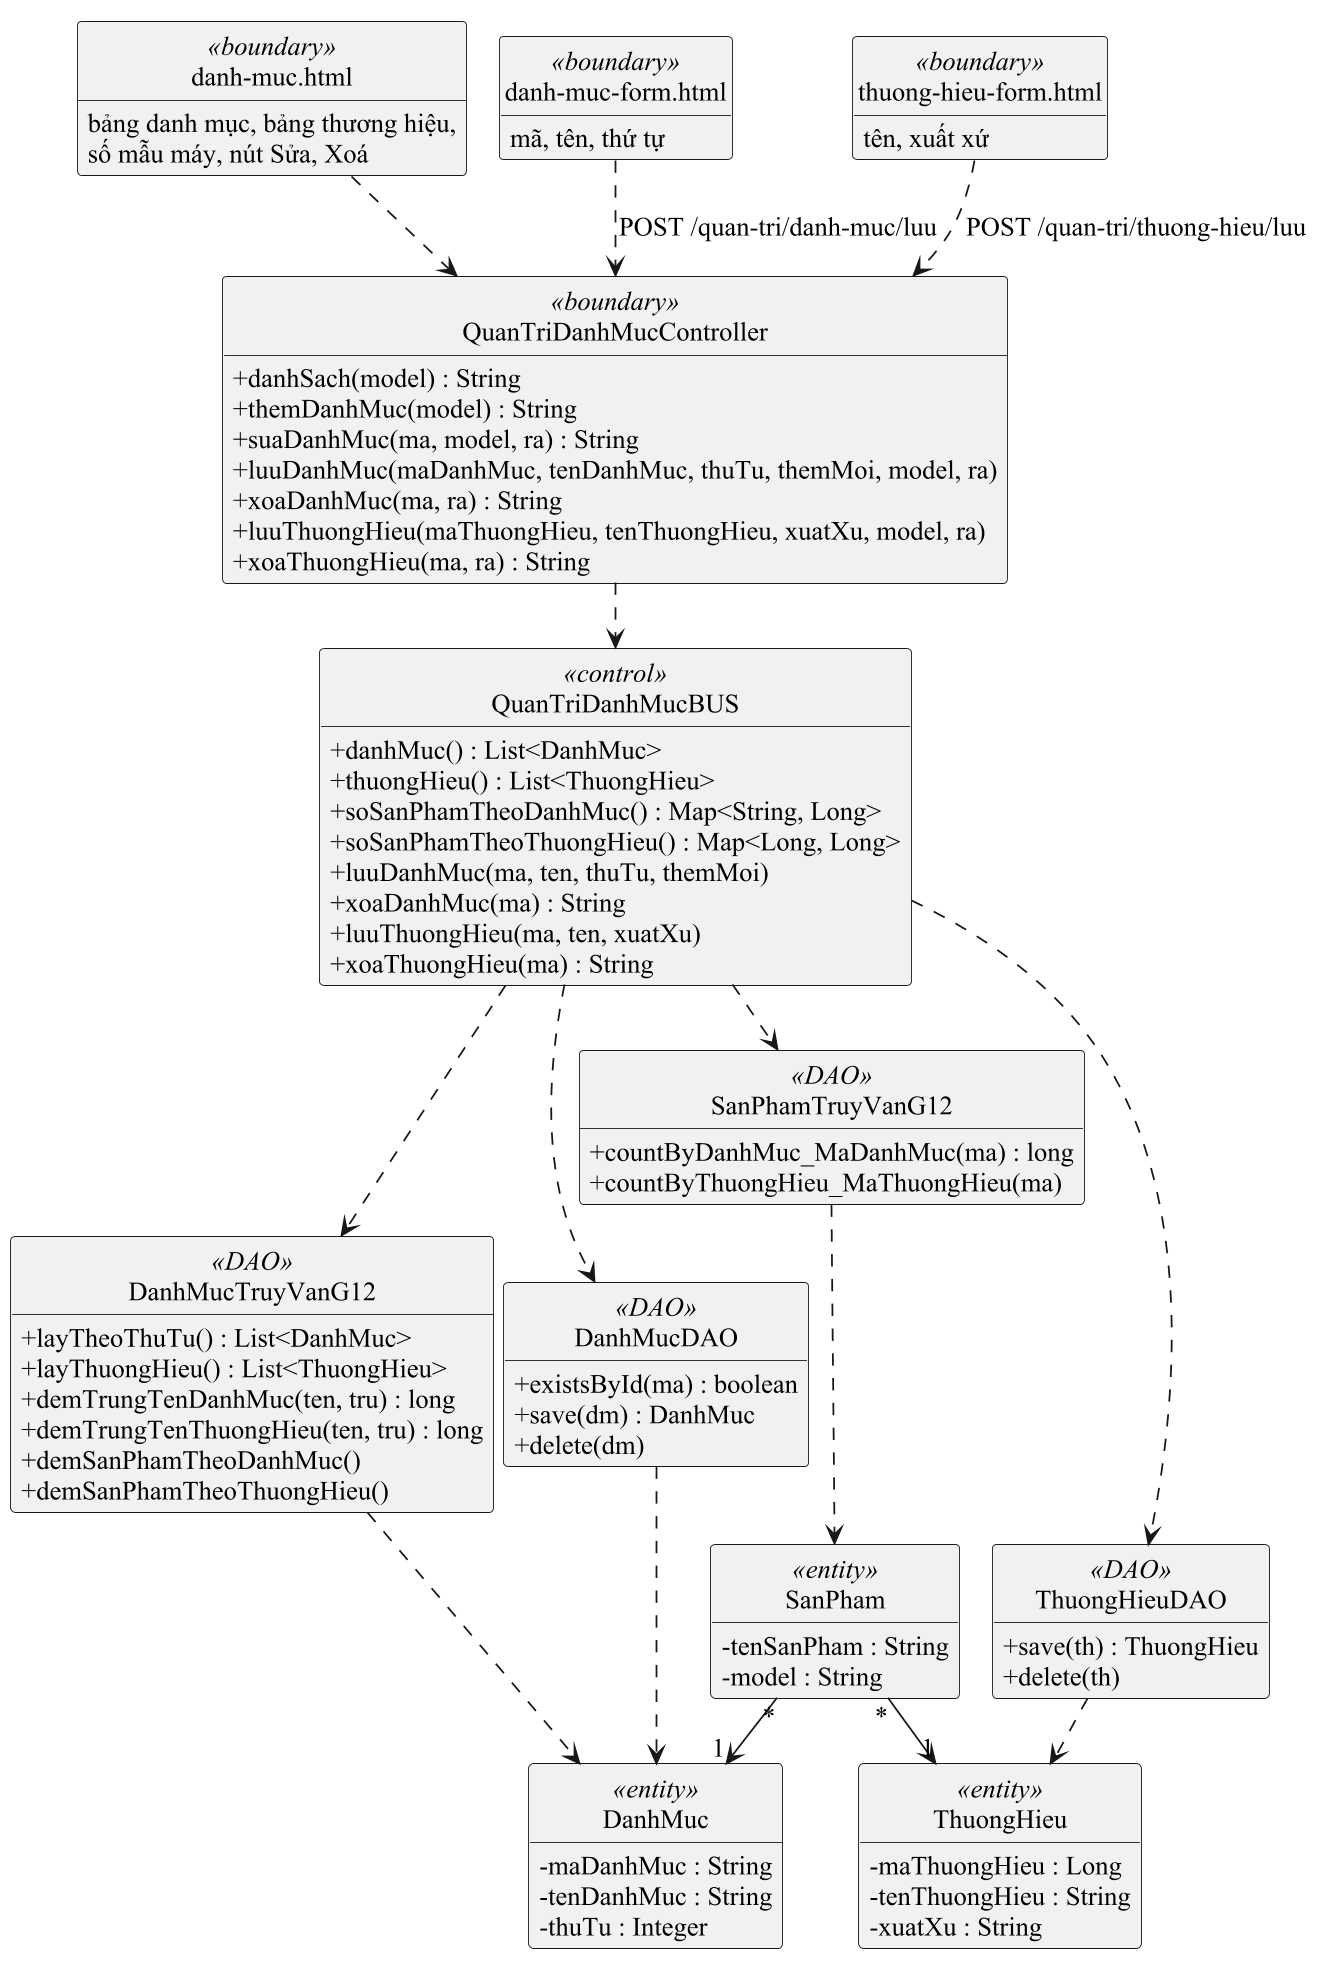 «boundary»
danh-muc.html
bảng danh mục, bảng thương hiệu,
số mẫu máy, nút Sửa, Xoá
«boundary»
danh-muc-form.html
mã, tên, thứ tự
«boundary»
thuong-hieu-form.html
tên, xuất xứ
POST /quan-tri/danh-muc/luu
POST /quan-tri/thuong-hieu/luu
«boundary»
QuanTriDanhMucController
+danhSach(model) : String
+themDanhMuc(model) : String
+suaDanhMuc(ma, model, ra) : String
+luuDanhMuc(maDanhMuc, tenDanhMuc, thuTu, themMoi, model, ra)
+xoaDanhMuc(ma, ra) : String
+luuThuongHieu(maThuongHieu, tenThuongHieu, xuatXu, model, ra)
+xoaThuongHieu(ma, ra) : String
«control»
QuanTriDanhMucBUS
+danhMuc() : List<DanhMuc>
+thuongHieu() : List<ThuongHieu>
+soSanPhamTheoDanhMuc() : Map<String, Long>
+soSanPhamTheoThuongHieu() : Map<Long, Long>
+luuDanhMuc(ma, ten, thuTu, themMoi)
+xoaDanhMuc(ma) : String
+luuThuongHieu(ma, ten, xuatXu)
+xoaThuongHieu(ma) : String
«DAO»
SanPhamTruyVanG12
+countByDanhMuc_MaDanhMuc(ma) : long
+countByThuongHieu_MaThuongHieu(ma)
«DAO»
DanhMucTruyVanG12
+layTheoThuTu() : List<DanhMuc>
+layThuongHieu() : List<ThuongHieu>
+demTrungTenDanhMuc(ten, tru) : long
+demTrungTenThuongHieu(ten, tru) : long
+demSanPhamTheoDanhMuc()
+demSanPhamTheoThuongHieu()
«DAO»
DanhMucDAO
+existsById(ma) : boolean
+save(dm) : DanhMuc
+delete(dm)
«entity»
SanPham
-tenSanPham : String
-model : String
«DAO»
ThuongHieuDAO
+save(th) : ThuongHieu
+delete(th)
*
*
1
1
«entity»
DanhMuc
-maDanhMuc : String
-tenDanhMuc : String
-thuTu : Integer
«entity»
ThuongHieu
-maThuongHieu : Long
-tenThuongHieu : String
-xuatXu : String